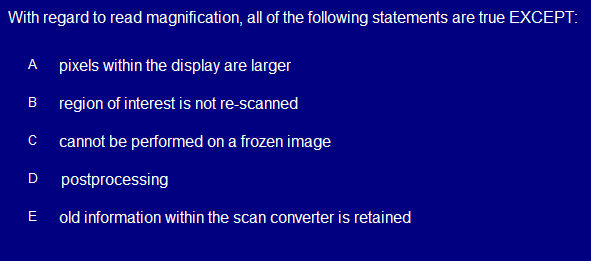 With regard to read magnification, all of the following statements are true EXCEPT:
A pixels within the display are larger
B region of interest is not re-scanned
C cannot be performed on a frozen image
D postprocessing
E old information within the scan converter is retained